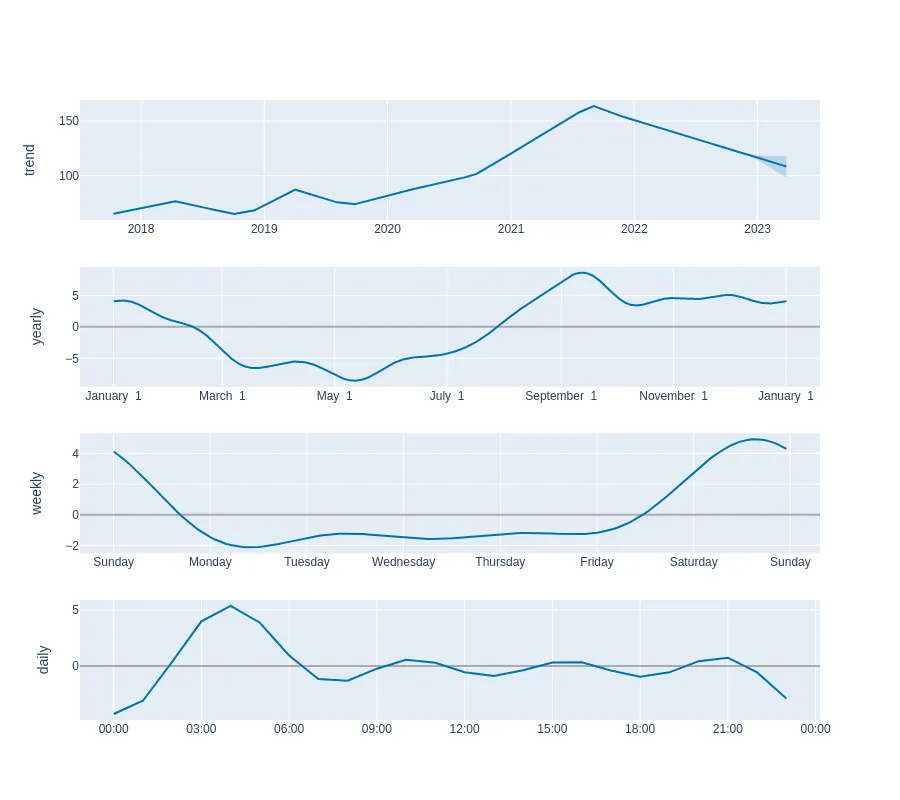 trend
150
100
2018 2019 2020 2021 2022 2023
yearly
5
0
−5
January 1 March 1 May 1 July 1 September 1 November 1 January 1
weekly
4
2
0
−2
Sunday Monday Tuesday Wednesday Thursday Friday Saturday Sunday
daily
5
0
00:00 03:00 06:00 09:00 12:00 15:00 18:00 21:00 00:00